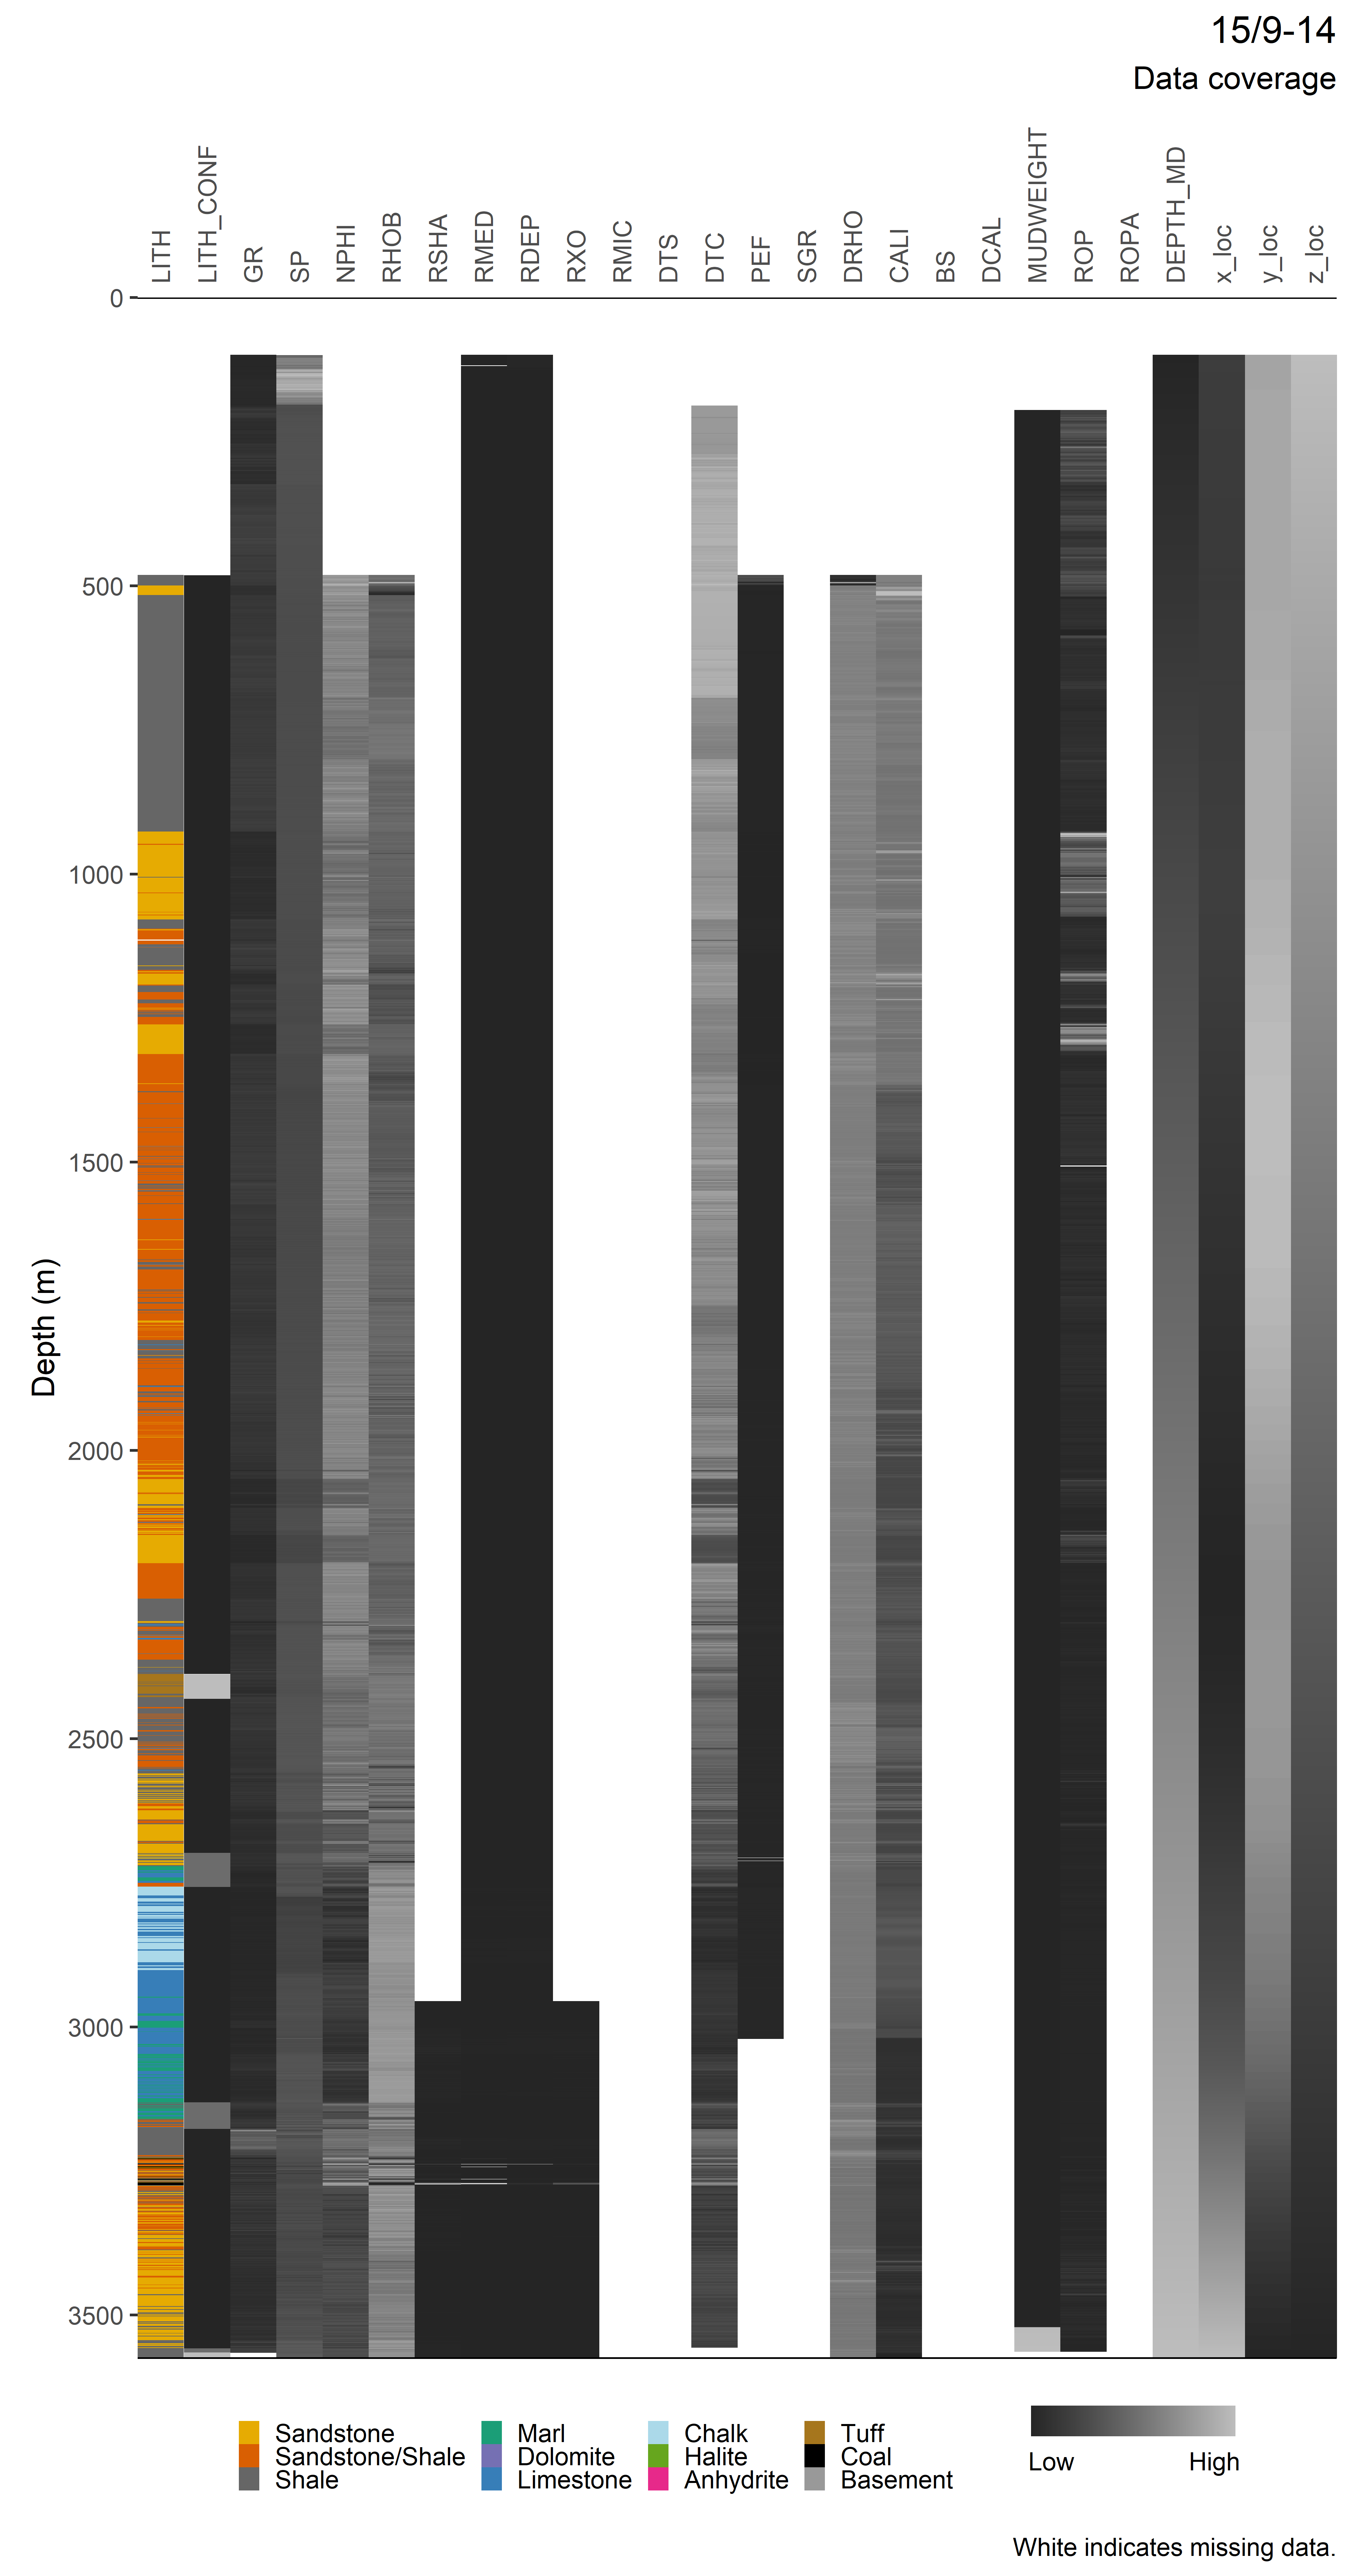 15/9-14
Data coverage
LITH
LITH_CONF
GR
SP
NPHI
RHOB
RSHA
RMED
RDEP
RXO
RMIC
DTS
DTC
PEF
SGR
DRHO
CALI
BS
DCAL
MUDWEIGHT
ROP
ROPA
DEPTH_MD
x_loc
y_loc
z_loc
0
500
1000
1500
2000
2500
3000
3500
Depth (m)
Sandstone
Sandstone/Shale
Shale
Marl
Dolomite
Limestone
Chalk
Halite
Anhydrite
Tuff
Coal
Basement
Low High
White indicates missing data.